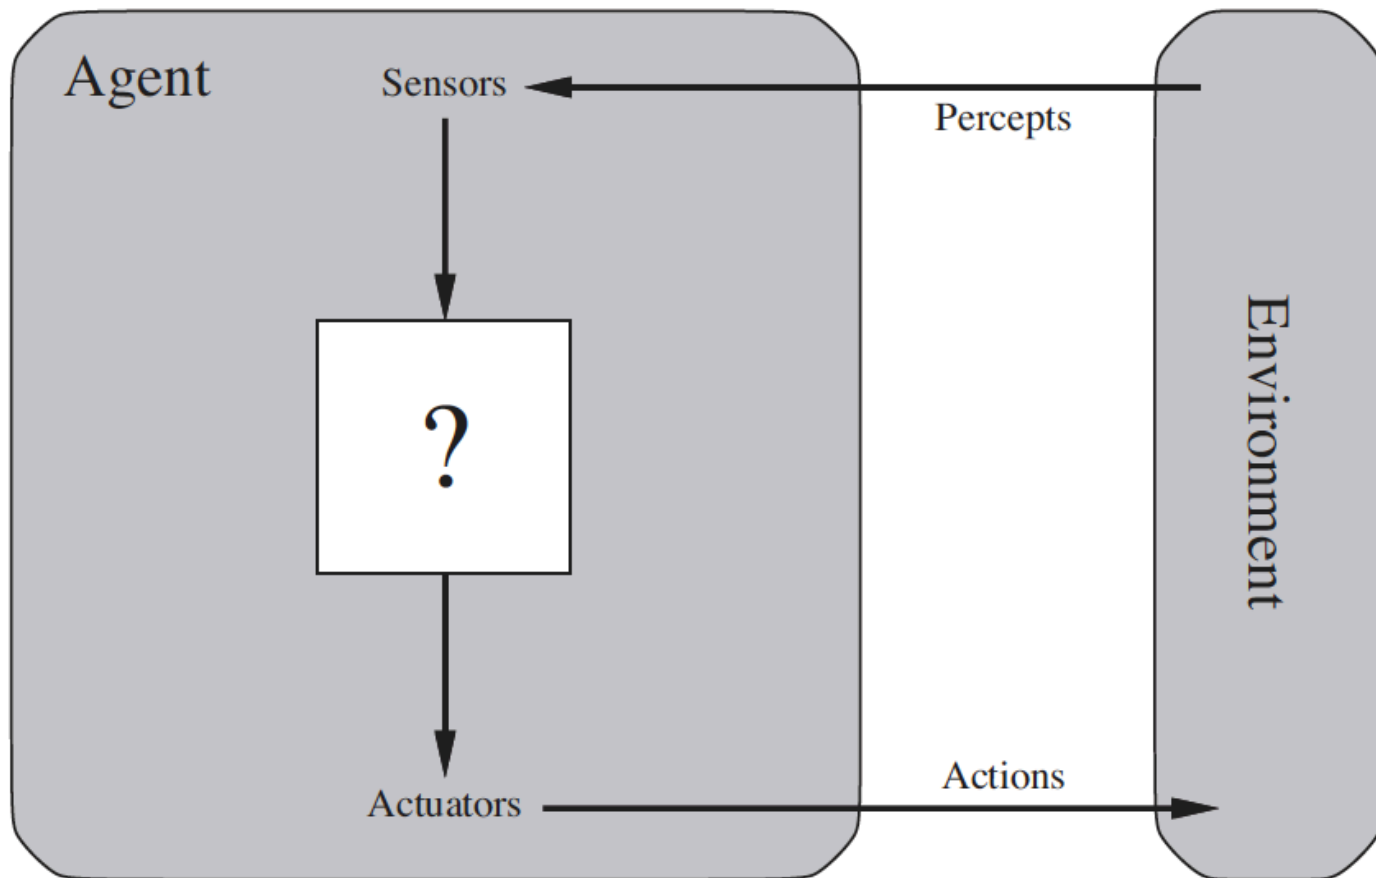 Agent
Sensors
Percepts
?
Environment
Actions
Actuators